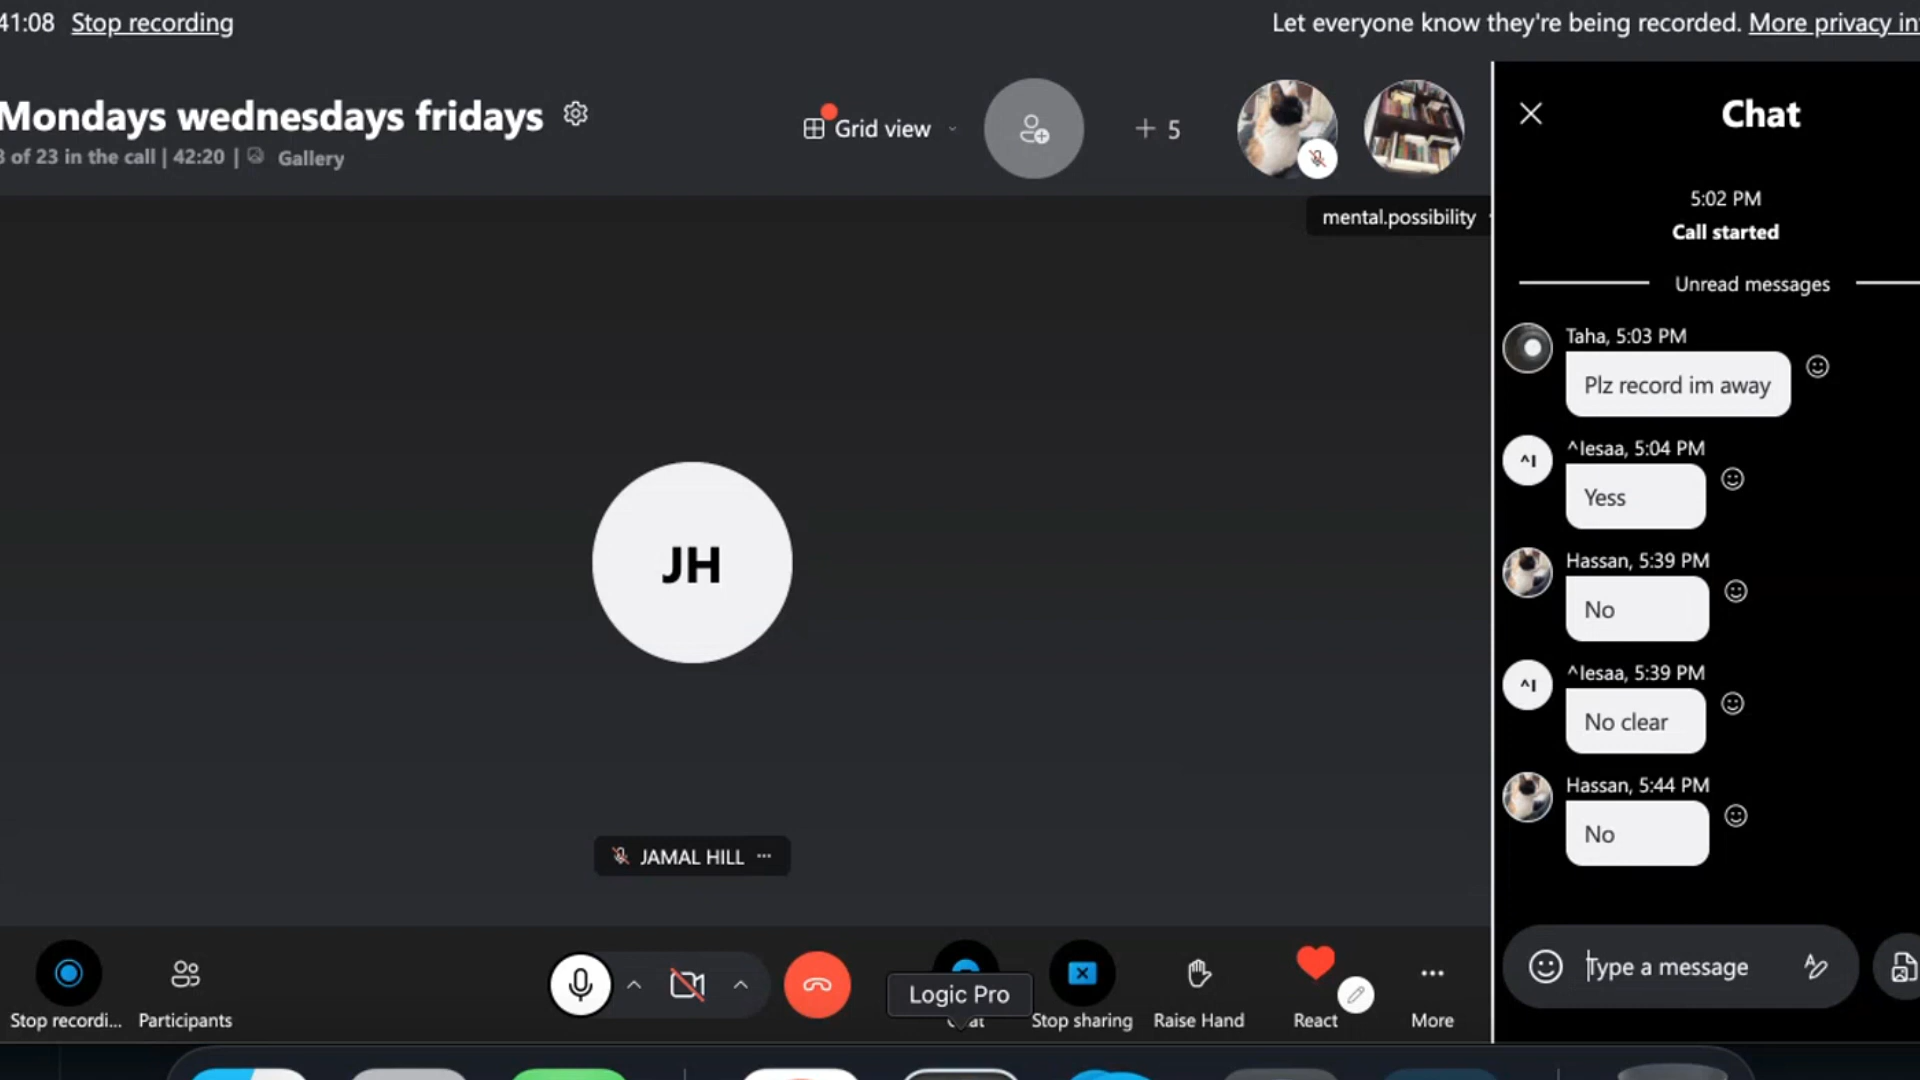 41:08 Stop recording
Let everyone know they're being recorded. More privacy in
Mondays wednesdays fridays
3 of 23 in the call | 42:20 | Gallery
Grid view
+ 5
mental.possibility
JH
JAMAL HILL ...
Stop recordi...
Participants
Logic Pro
Stop sharing
Raise Hand
React
More
Chat
5:02 PM
Call started
Unread messages
Taha, 5:03 PM
Plz record im away
^I
^Iesaa, 5:04 PM
Yess
Hassan, 5:39 PM
No
^I
^Iesaa, 5:39 PM
No clear
Hassan, 5:44 PM
No
Type a message